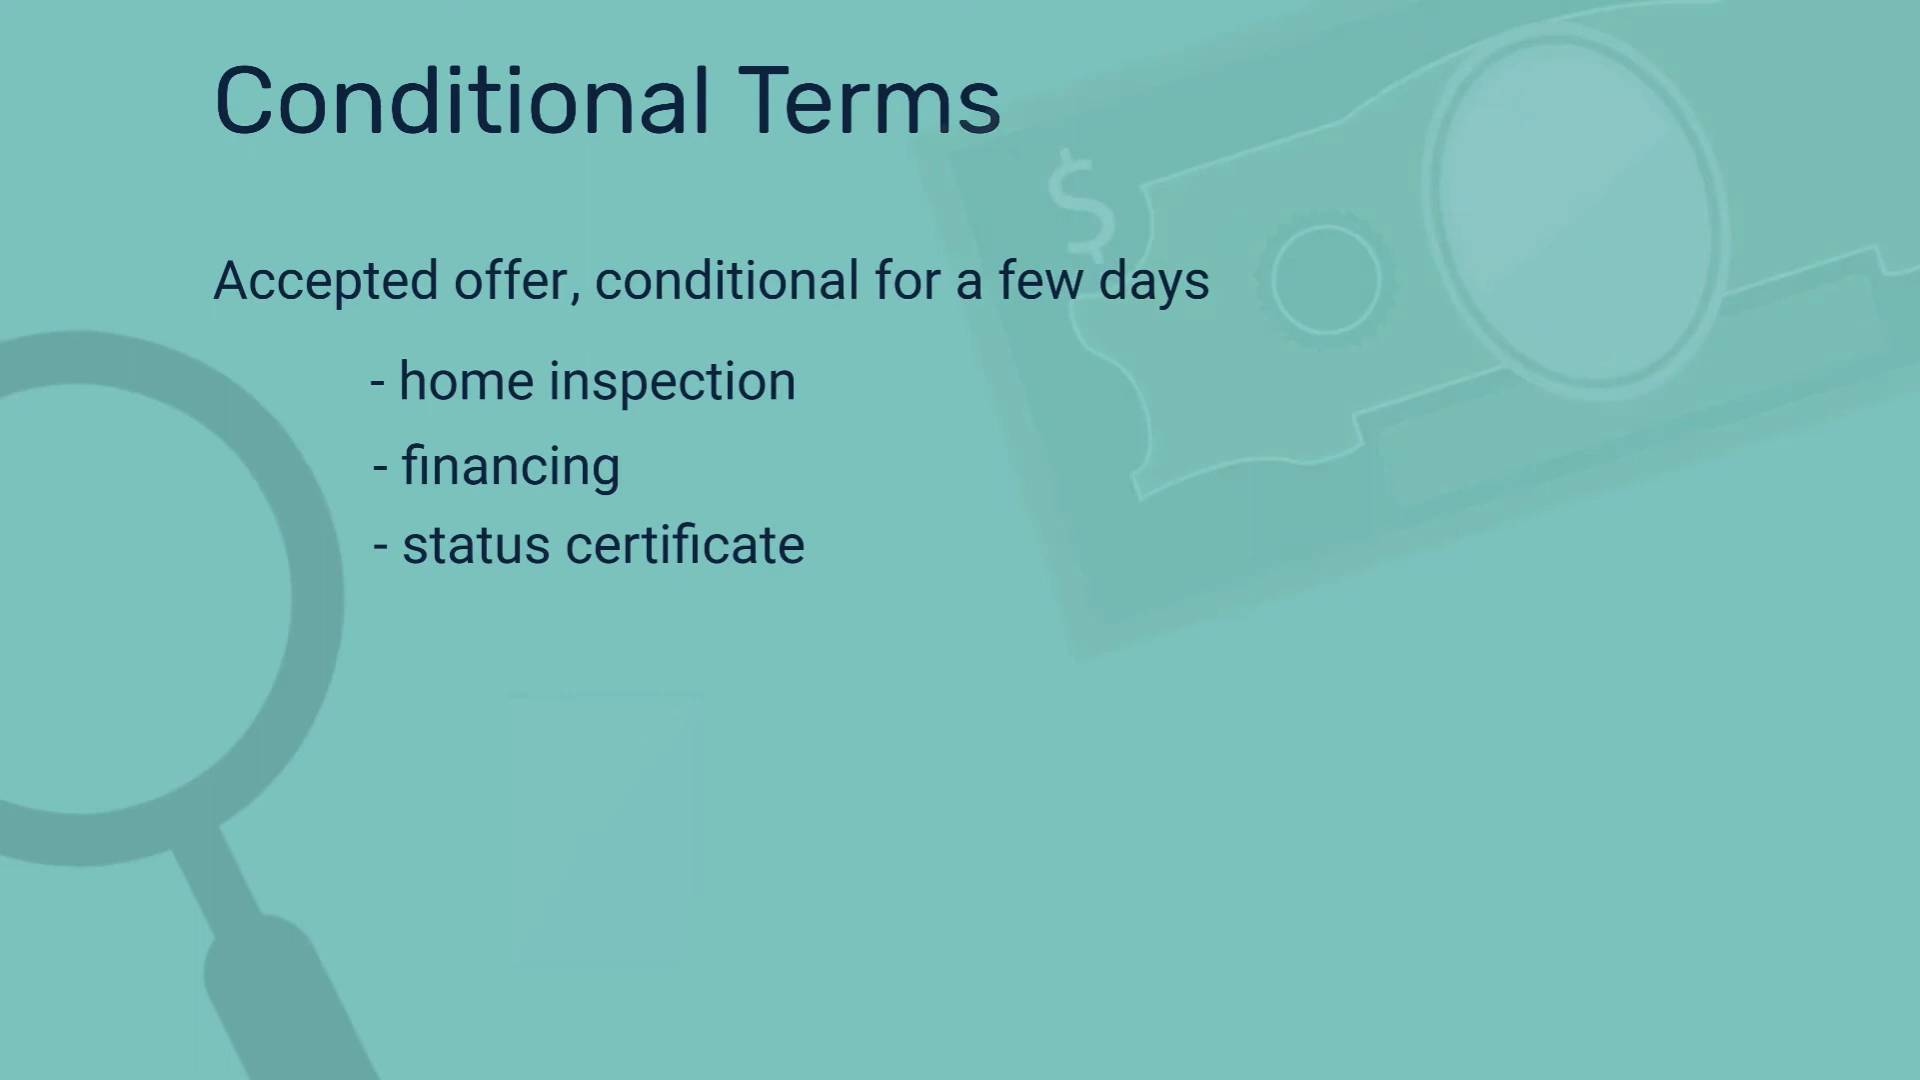 Conditional Terms
$
Accepted offer, conditional for a few days
- home inspection
- financing
- status certificate